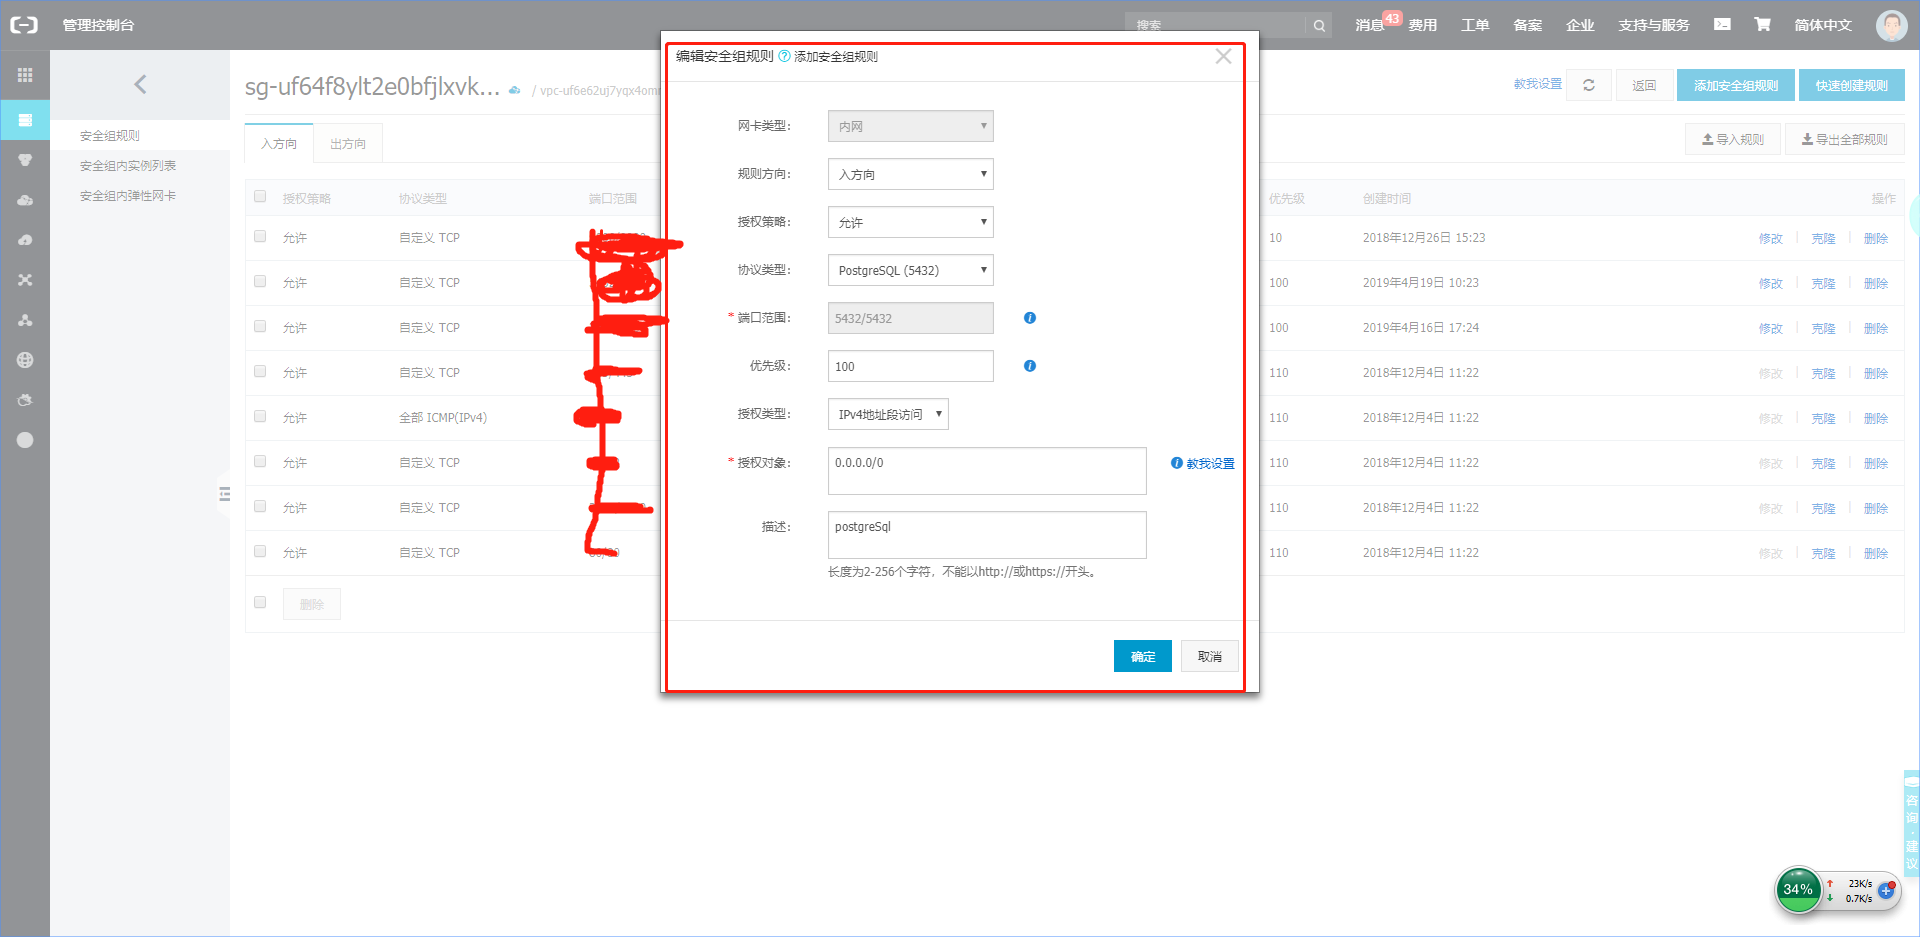 管理控制台
搜索
消息 43 费用 工单 备案 企业 支持与服务 简体中文
sg-uf64f8ylt2e0bfjlxvk... / vpc-uf6e62uj7yqx4omr
教我设置 返回 添加安全组规则 快速创建规则
安全组规则
安全组内实例列表
安全组内弹性网卡
入方向 出方向
导入规则 导出全部规则
授权策略 协议类型 端口范围 优先级 创建时间 操作
允许 自定义 TCP 10 2018年12月26日 15:23 修改 克隆 删除
允许 自定义 TCP 100 2019年4月19日 10:23 修改 克隆 删除
允许 自定义 TCP 100 2019年4月16日 17:24 修改 克隆 删除
允许 自定义 TCP 110 2018年12月4日 11:22 修改 克隆 删除
允许 全部 ICMP(IPv4) 110 2018年12月4日 11:22 修改 克隆 删除
允许 自定义 TCP 110 2018年12月4日 11:22 修改 克隆 删除
允许 自定义 TCP 110 2018年12月4日 11:22 修改 克隆 删除
允许 自定义 TCP 110 2018年12月4日 11:22 修改 克隆 删除
删除
编辑安全组规则 添加安全组规则
网卡类型: 内网
规则方向: 入方向
授权策略: 允许
协议类型: PostgreSQL (5432)
* 端口范围: 5432/5432
优先级: 100
授权类型: IPv4地址段访问
* 授权对象: 0.0.0.0/0 教我设置
描述: postgreSql
长度为2-256个字符，不能以http://或https://开头。
确定 取消
咨询·建议
34% 23K/s
0.7K/s